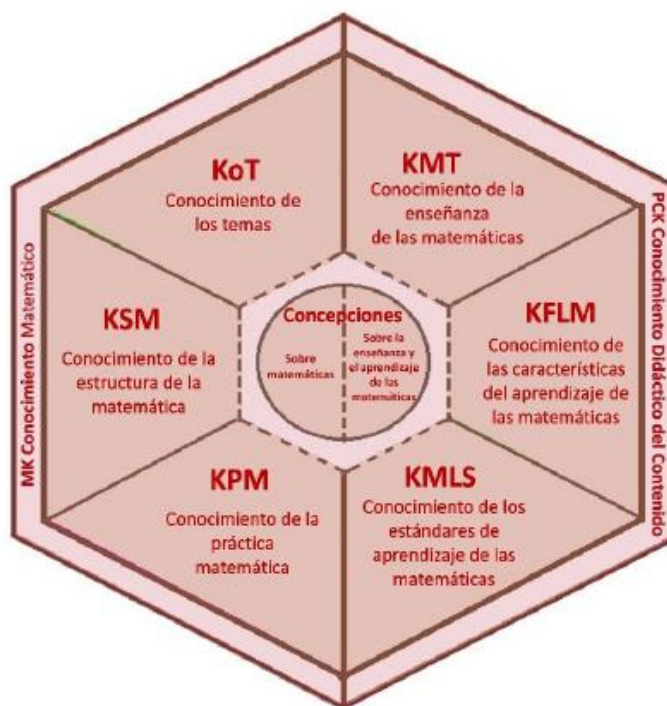 KoT
Conocimiento de
los temas
KMT
Conocimiento de la
enseñanza
de las matemáticas
KSM
Conocimiento de la
estructura de la
matemática
Concepciones
Sobre
matemáticas
Sobre la
enseñanza y
el aprendizaje
de las
matemáticas
KFLM
Conocimiento de
las características
del aprendizaje de
las matemáticas
KPM
Conocimiento de la
práctica
matemática
KMLS
Conocimiento de los
estándares de
aprendizaje de las
matemáticas
MK Conocimiento Matemático
PCK Conocimiento Didáctico del Contenido